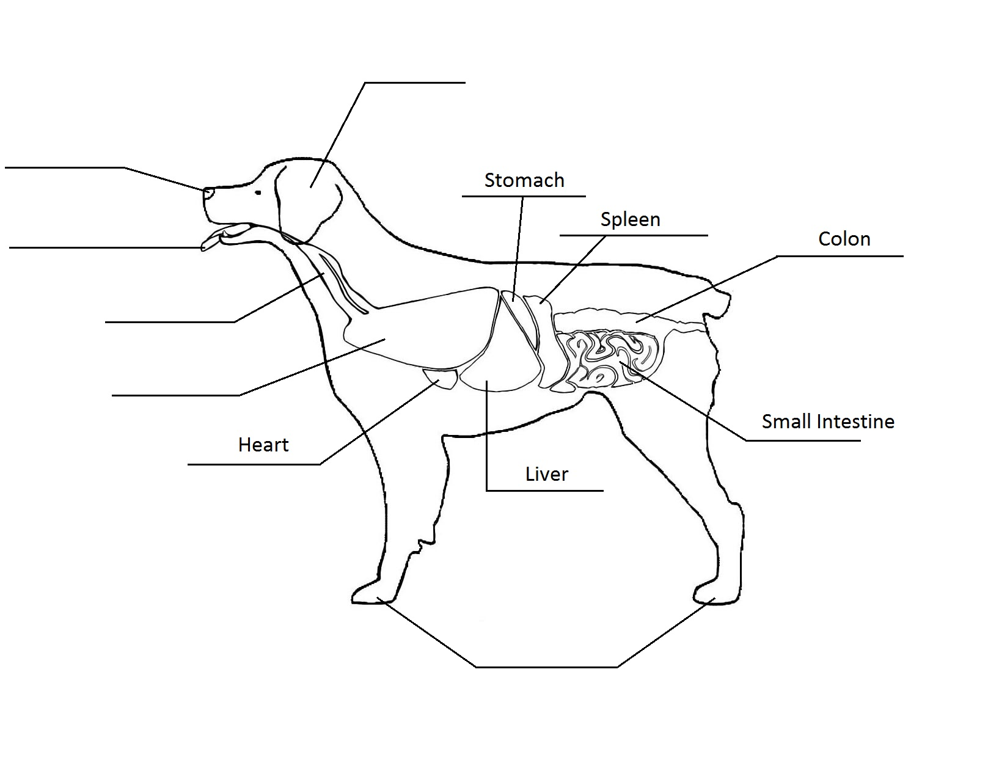 Stomach
Spleen
Colon
Small Intestine
Heart
Liver